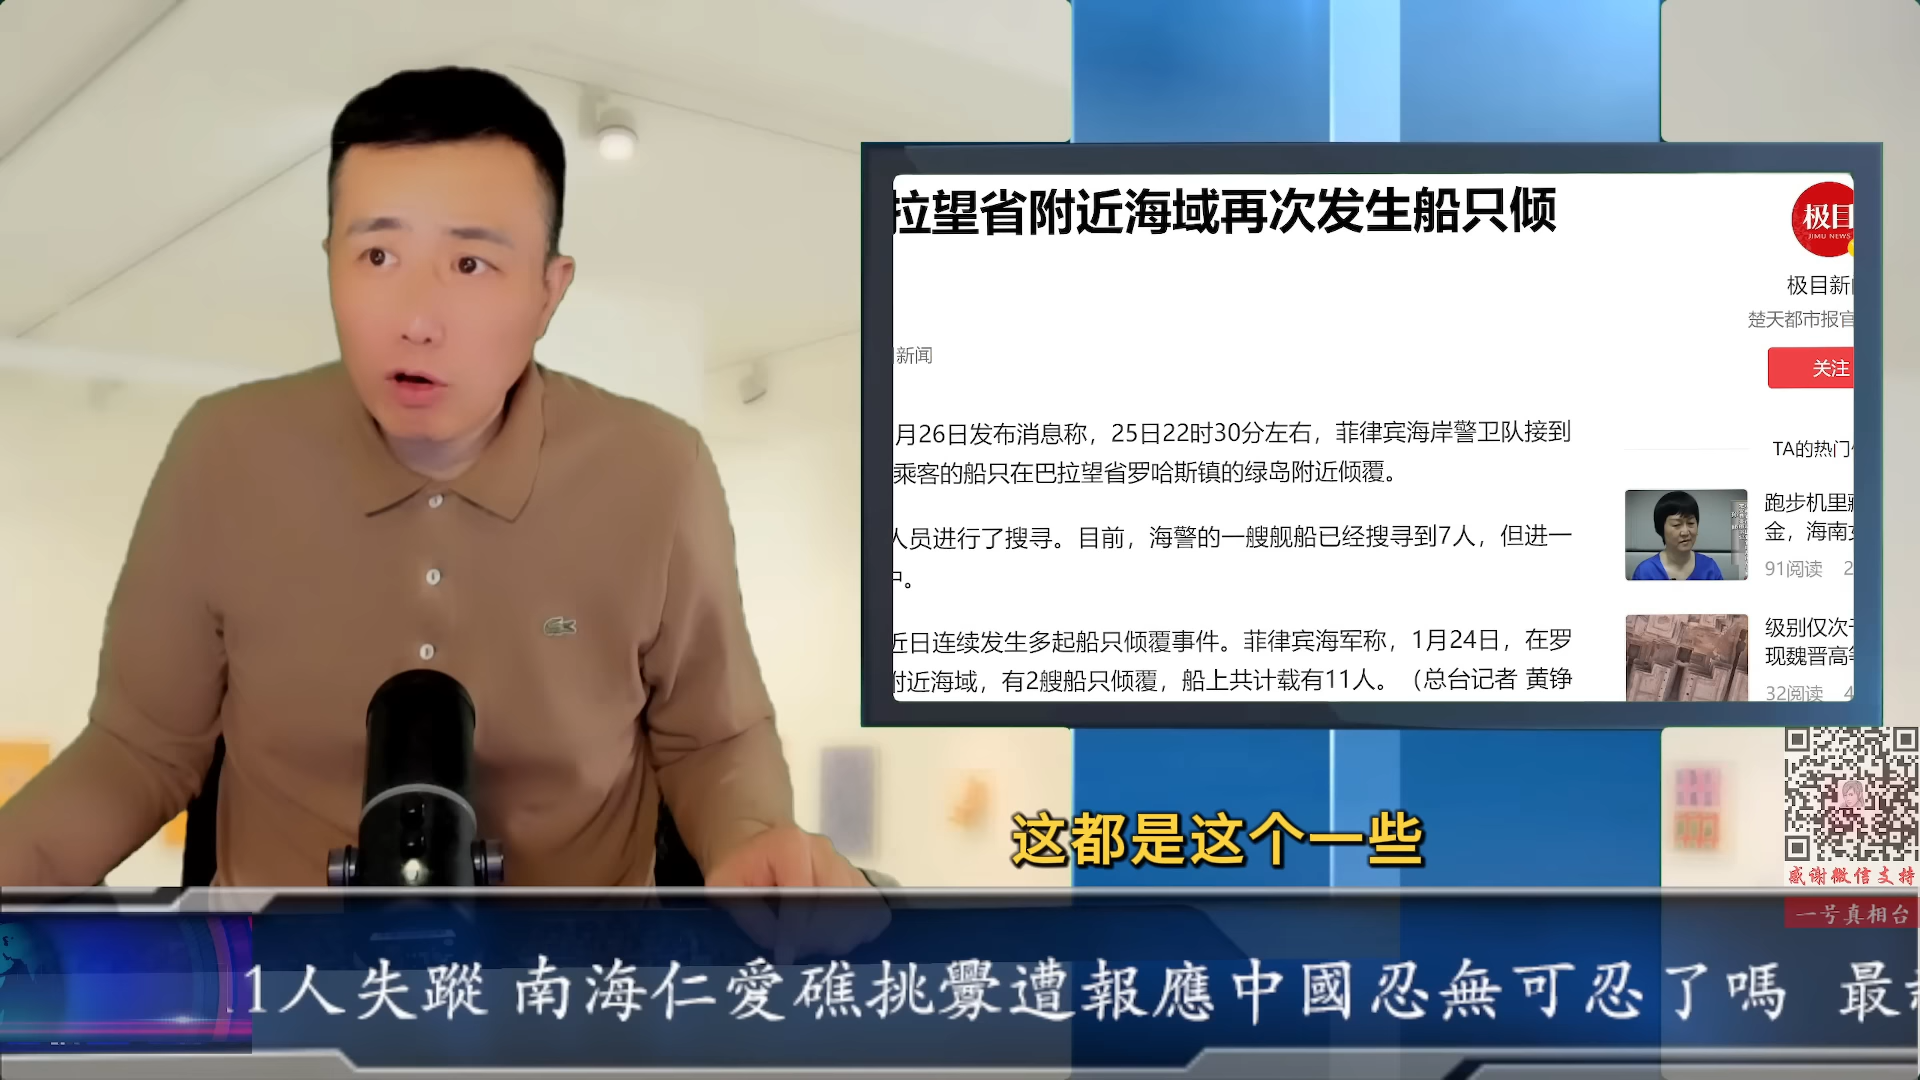 拉望省附近海域再次发生船只倾
极目
JIMU NEWS
极目新
楚天都市报官
新闻
关注
月26日发布消息称，25日22时30分左右，菲律宾海岸警卫队接到
乘客的船只在巴拉望省罗哈斯镇的绿岛附近倾覆。
人员进行了搜寻。目前，海警的一艘舰船已经搜寻到7人，但进一
中。
近日连续发生多起船只倾覆事件。菲律宾海军称，1月24日，在罗
附近海域，有2艘船只倾覆，船上共计载有11人。（总台记者 黄铮
TA的热门
跑步机里藏
金，海南
91阅读 2
级别仅次于
现魏晋高等
32阅读 4
这都是这个一些
感谢微信支持
一号真相台
1人失蹤 南海仁愛礁挑釁遭報應中國忍無可忍了嗎 最